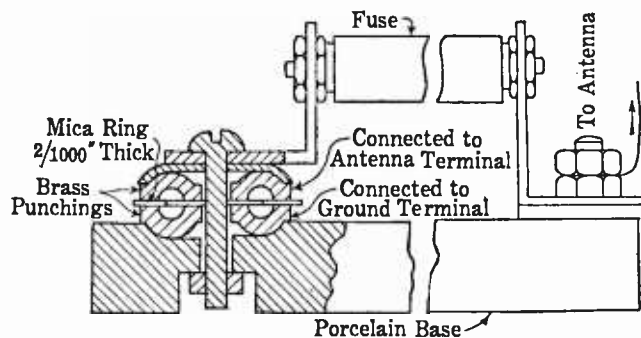 Fuse
To Antenna
Mica Ring
2/1000" Thick
Connected to
Antenna Terminal
Brass
Punchings
Connected to
Ground Terminal
Porcelain Base